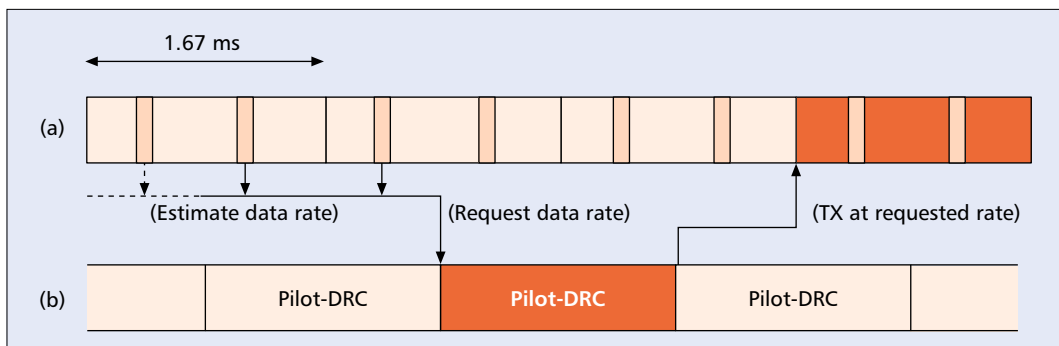 1.67 ms
(a)
(Estimate data rate) (Request data rate) (TX at requested rate)
(b) Pilot-DRC Pilot-DRC Pilot-DRC